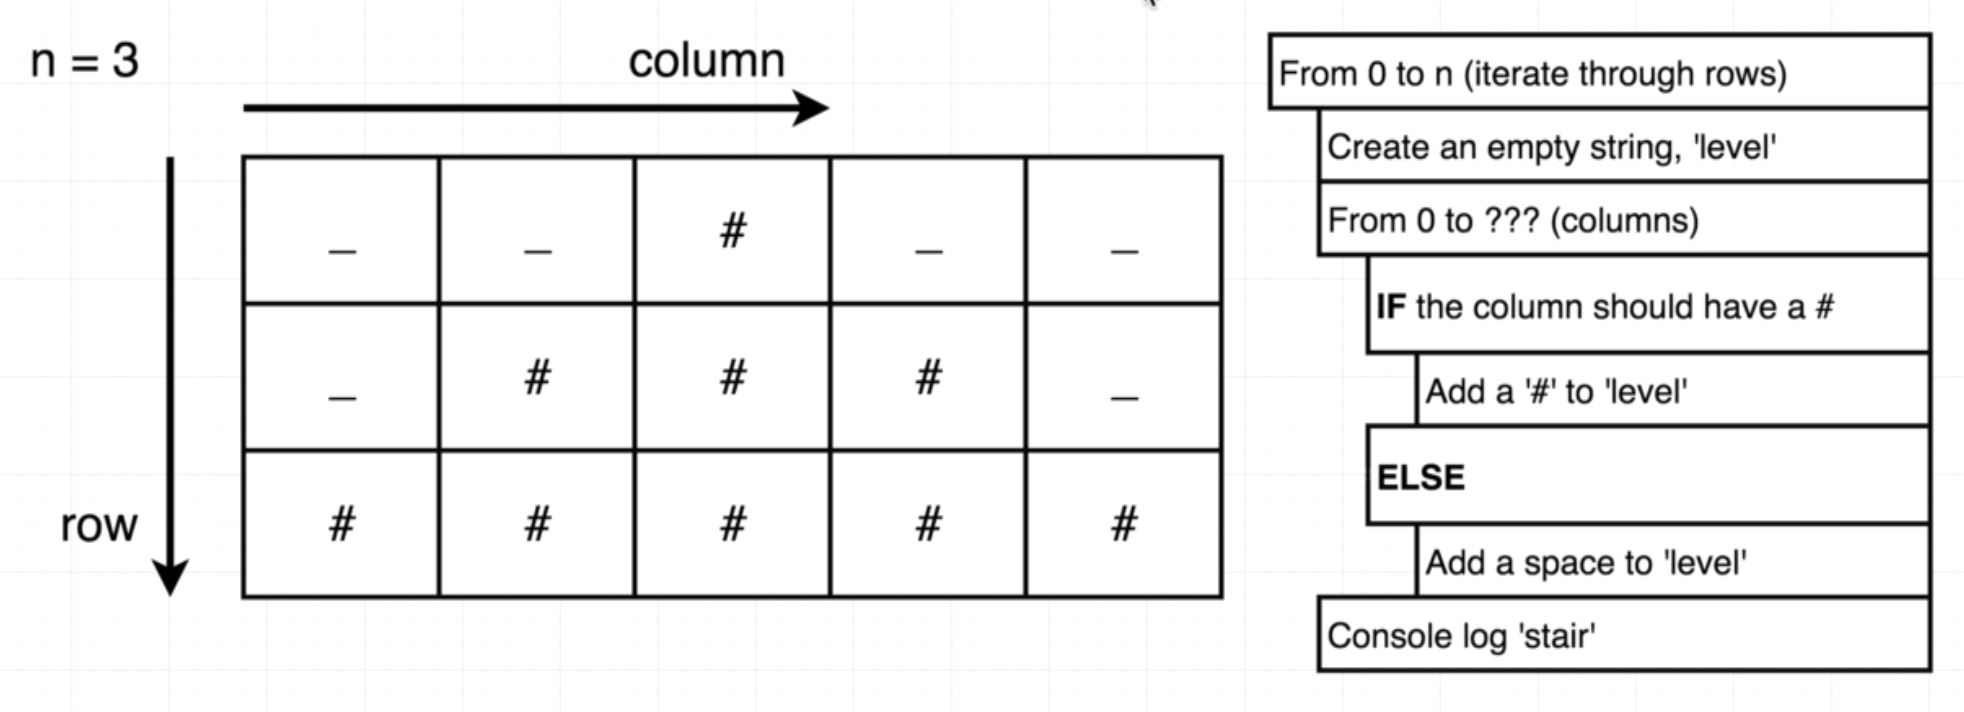 n = 3
column
row
_ _ # _ _
_ # # # _
# # # # #
From 0 to n (iterate through rows)
Create an empty string, 'level'
From 0 to ??? (columns)
IF the column should have a #
Add a '#' to 'level'
ELSE
Add a space to 'level'
Console log 'stair'